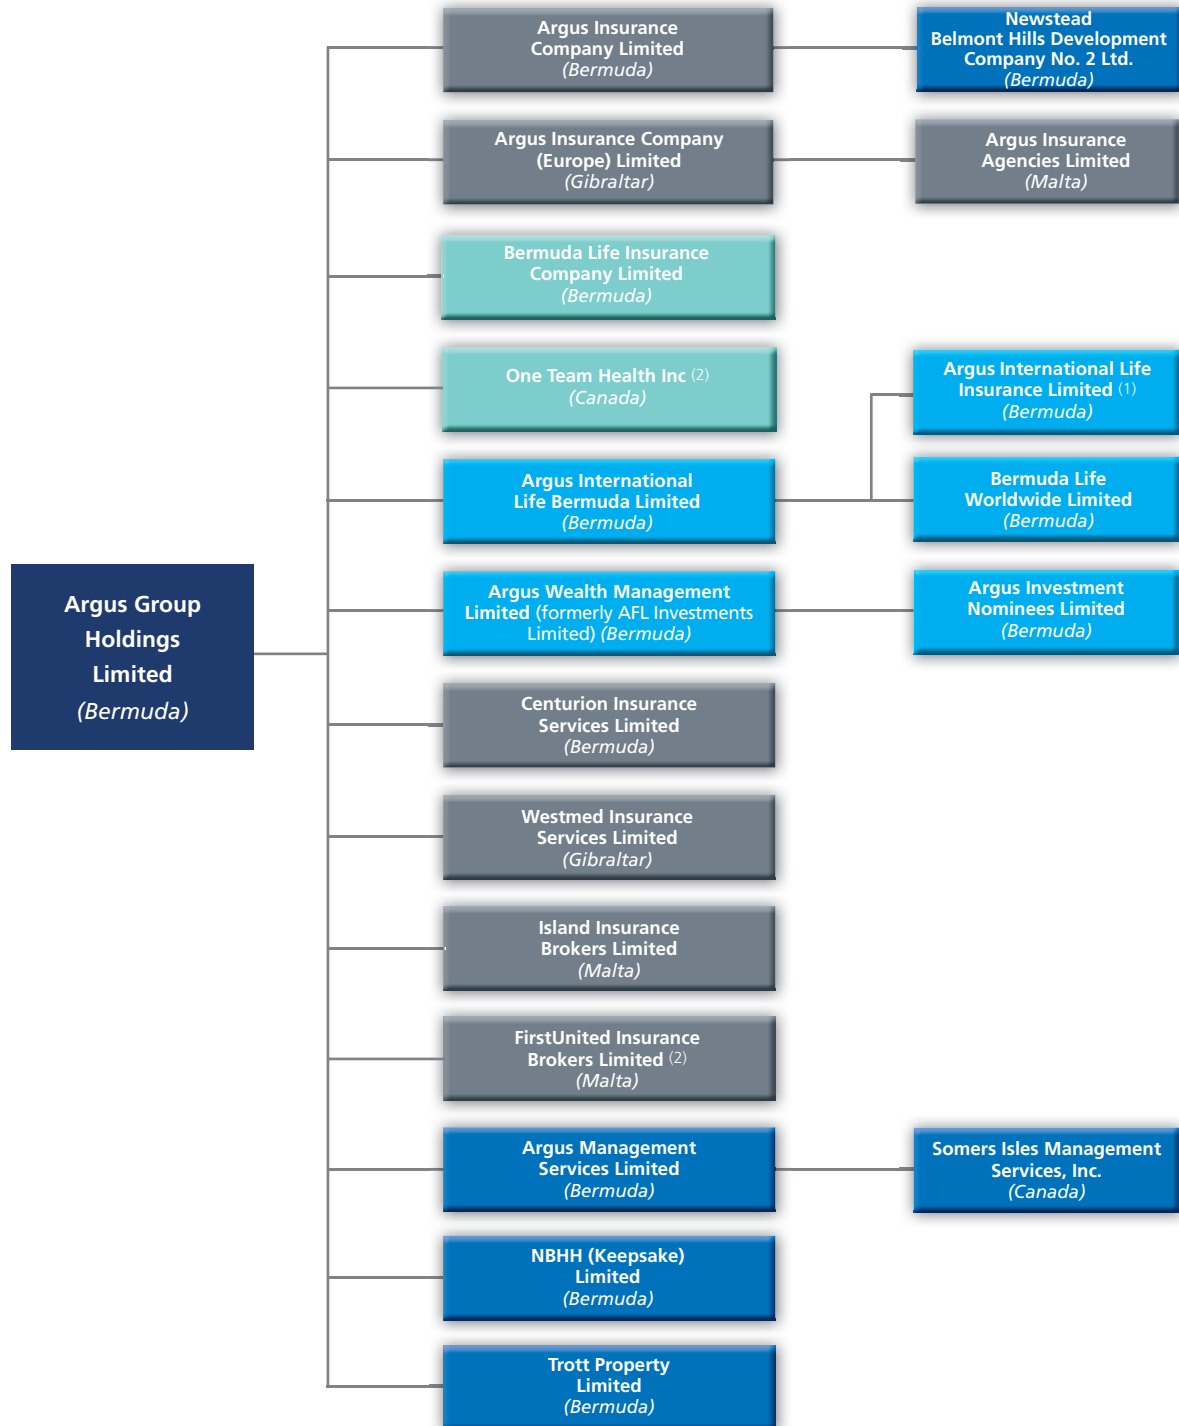 Argus Insurance
Company Limited
(Bermuda)
Newstead
Belmont Hills Development
Company No. 2 Ltd.
(Bermuda)
Argus Insurance Company
(Europe) Limited
(Gibraltar)
Argus Insurance
Agencies Limited
(Malta)
Bermuda Life Insurance
Company Limited
(Bermuda)
One Team Health Inc (2)
(Canada)
Argus International Life
Insurance Limited (1)
(Bermuda)
Argus International
Life Bermuda Limited
(Bermuda)
Bermuda Life
Worldwide Limited
(Bermuda)
Argus Group
Holdings
Limited
(Bermuda)
Argus Wealth Management
Limited (formerly AFL Investments
Limited) (Bermuda)
Argus Investment
Nominees Limited
(Bermuda)
Centurion Insurance
Services Limited
(Bermuda)
Westmed Insurance
Services Limited
(Gibraltar)
Island Insurance
Brokers Limited
(Malta)
FirstUnited Insurance
Brokers Limited (2)
(Malta)
Argus Management
Services Limited
(Bermuda)
Somers Isles Management
Services, Inc.
(Canada)
NBHH (Keepsake)
Limited
(Bermuda)
Trott Property
Limited
(Bermuda)